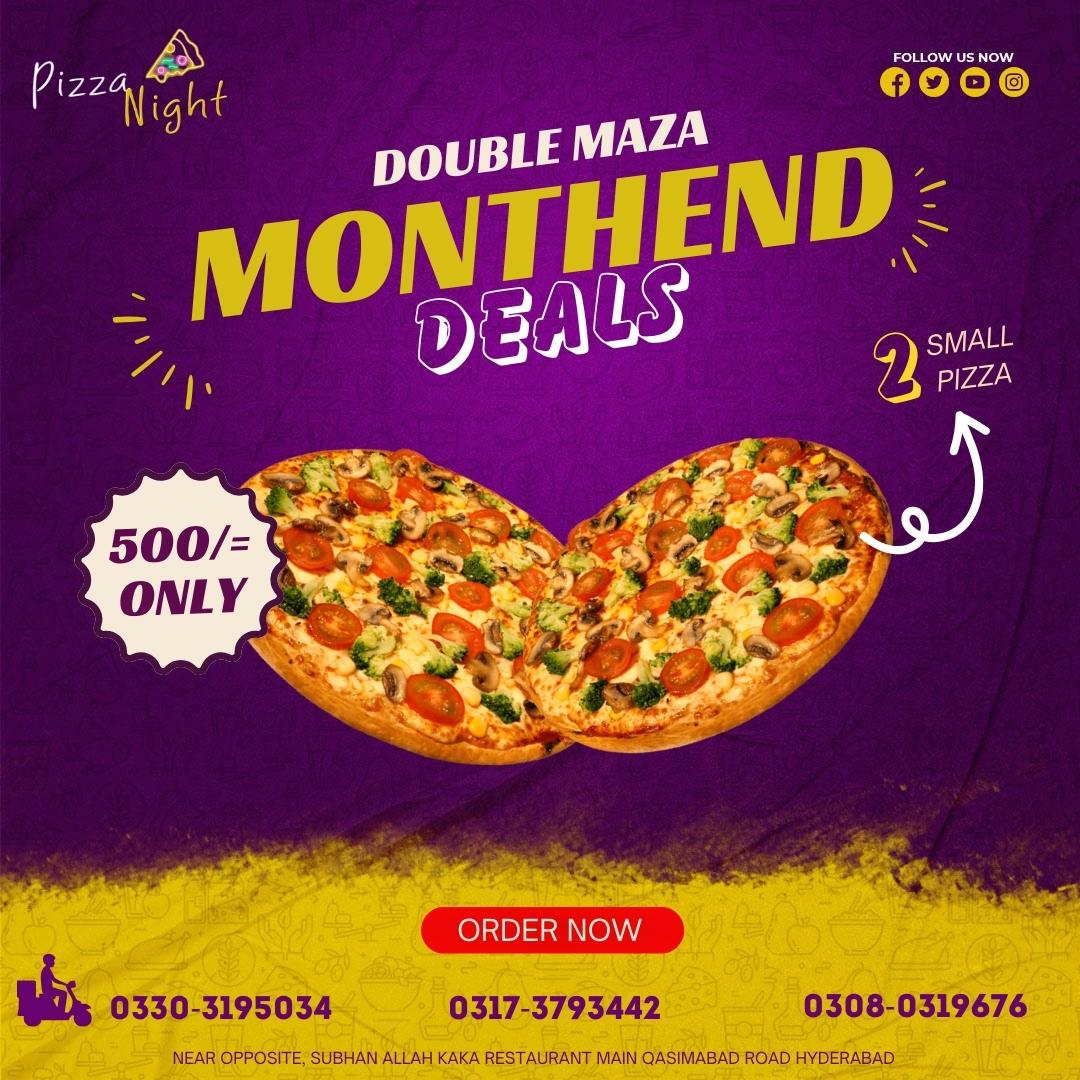 Pizza
Night
FOLLOW US NOW
DOUBLE MAZA
MONTHEND
DEALS
2 SMALL
PIZZA
500/=
ONLY
ORDER NOW
0330-3195034
0317-3793442
0308-0319676
NEAR OPPOSITE, SUBHAN ALLAH KAKA RESTAURANT MAIN QASIMABAD ROAD HYDERABAD